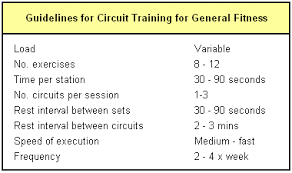 Guidelines for Circuit Training for General Fitness
Load Variable
No. exercises 8 - 12
Time per station 30 - 90 seconds
No. circuits per session 1-3
Rest interval between sets 30 - 90 seconds
Rest interval between circuits 2 - 3 mins
Speed of execution Medium - fast
Frequency 2 - 4 x week